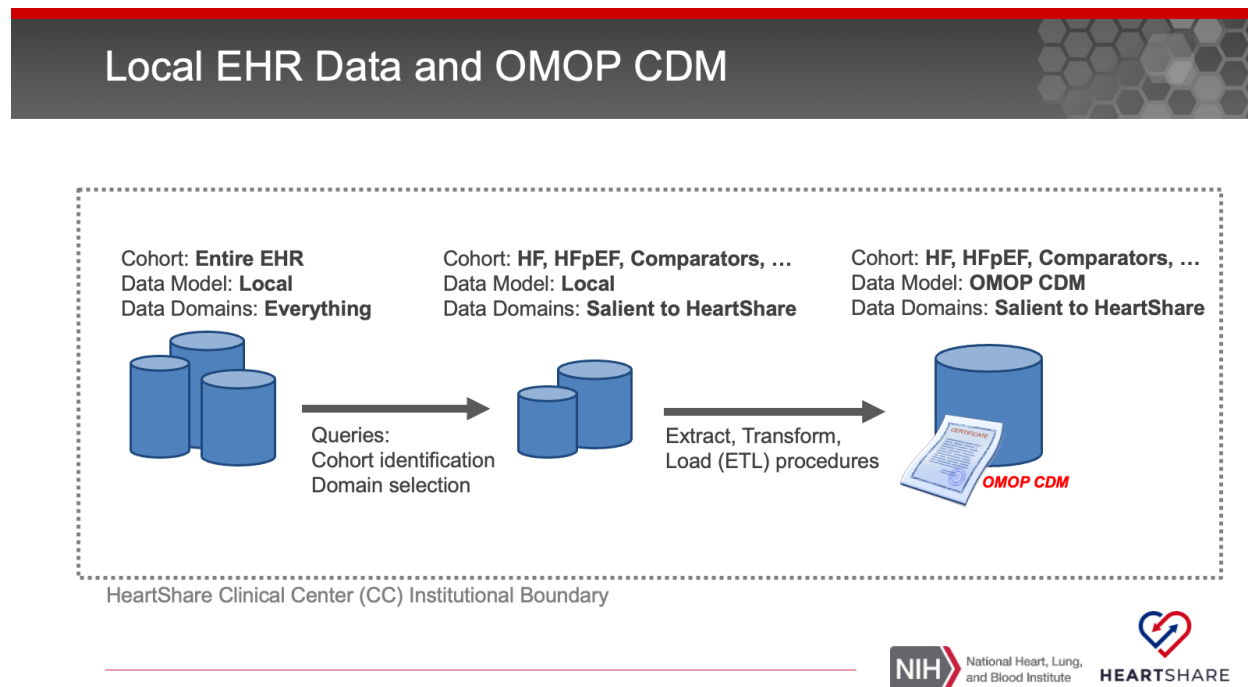 Local EHR Data and OMOP CDM
Cohort: Entire EHR
Data Model: Local
Data Domains: Everything
Cohort: HF, HFpEF, Comparators, …
Data Model: Local
Data Domains: Salient to HeartShare
Cohort: HF, HFpEF, Comparators, …
Data Model: OMOP CDM
Data Domains: Salient to HeartShare
Queries:
Cohort identification
Domain selection
Extract, Transform,
Load (ETL) procedures
CERTIFICATE
OMOP CDM
HeartShare Clinical Center (CC) Institutional Boundary
NIH
National Heart, Lung,
and Blood Institute
HEARTSHARE